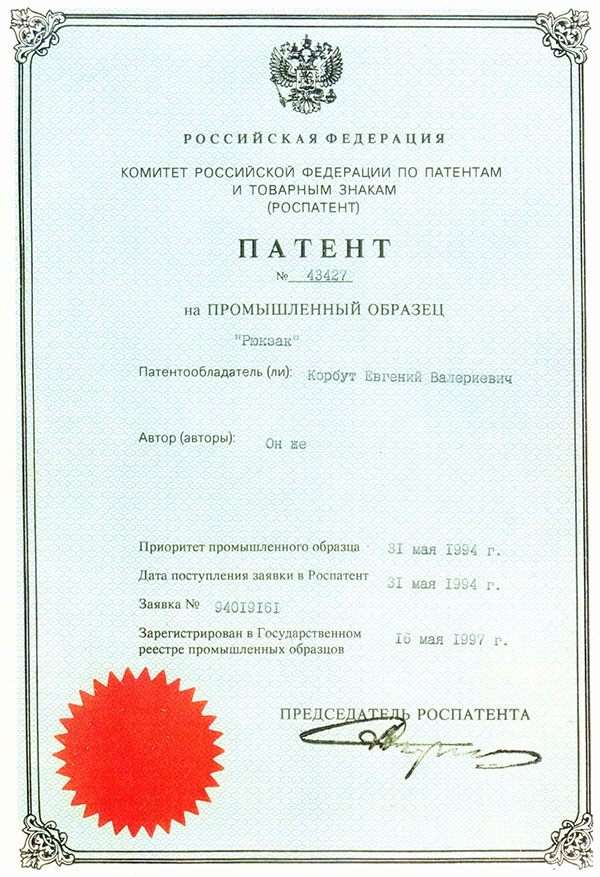 РОССИЙСКАЯ ФЕДЕРАЦИЯ
КОМИТЕТ РОССИЙСКОЙ ФЕДЕРАЦИИ ПО ПАТЕНТАМ
И ТОВАРНЫМ ЗНАКАМ
(РОСПАТЕНТ)
ПАТЕНТ
№ 43427
на ПРОМЫШЛЕННЫЙ ОБРАЗЕЦ
"Рюкзак"
Патентообладатель (ли): Корбут Евгений Валериевич
Автор (авторы): Он же
Приоритет промышленного образца 31 мая 1994 г.
Дата поступления заявки в Роспатент 31 мая 1994 г.
Заявка № 94019161
Зарегистрирован в Государственном
реестре промышленных образцов 16 мая 1997 г.
ПРЕДСЕДАТЕЛЬ РОСПАТЕНТА